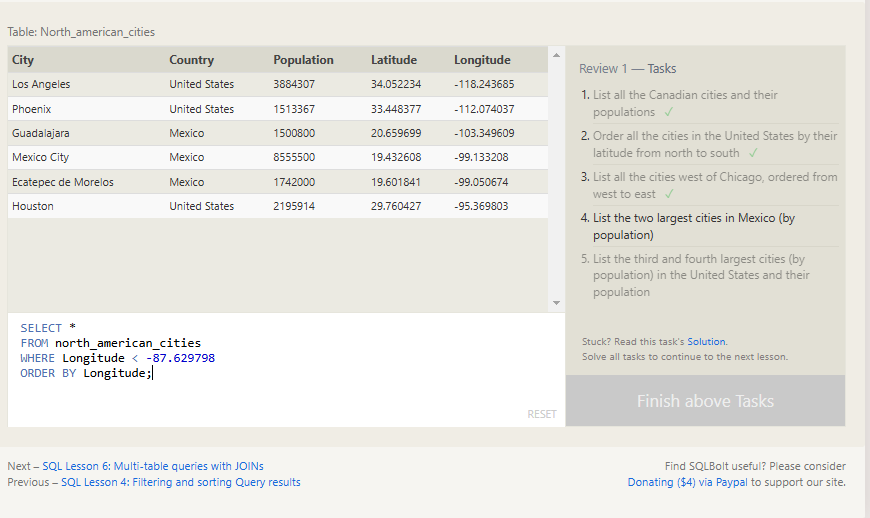 Table: North_american_cities
City Country Population Latitude Longitude
Los Angeles United States 3884307 34.052234 -118.243685
Phoenix United States 1513367 33.448377 -112.074037
Guadalajara Mexico 1500800 20.659699 -103.349609
Mexico City Mexico 8555500 19.432608 -99.133208
Ecatepec de Morelos Mexico 1742000 19.601841 -99.050674
Houston United States 2195914 29.760427 -95.369803
SELECT *
FROM north_american_cities
WHERE Longitude < -87.629798
ORDER BY Longitude;
RESET
Review 1 — Tasks
1. List all the Canadian cities and their
populations ✓
2. Order all the cities in the United States by their
latitude from north to south ✓
3. List all the cities west of Chicago, ordered from
west to east ✓
4. List the two largest cities in Mexico (by
population)
5. List the third and fourth largest cities (by
population) in the United States and their
population
Stuck? Read this task's Solution.
Solve all tasks to continue to the next lesson.
Finish above Tasks
Next – SQL Lesson 6: Multi-table queries with JOINs
Previous – SQL Lesson 4: Filtering and sorting Query results
Find SQLBolt useful? Please consider
Donating ($4) via Paypal to support our site.